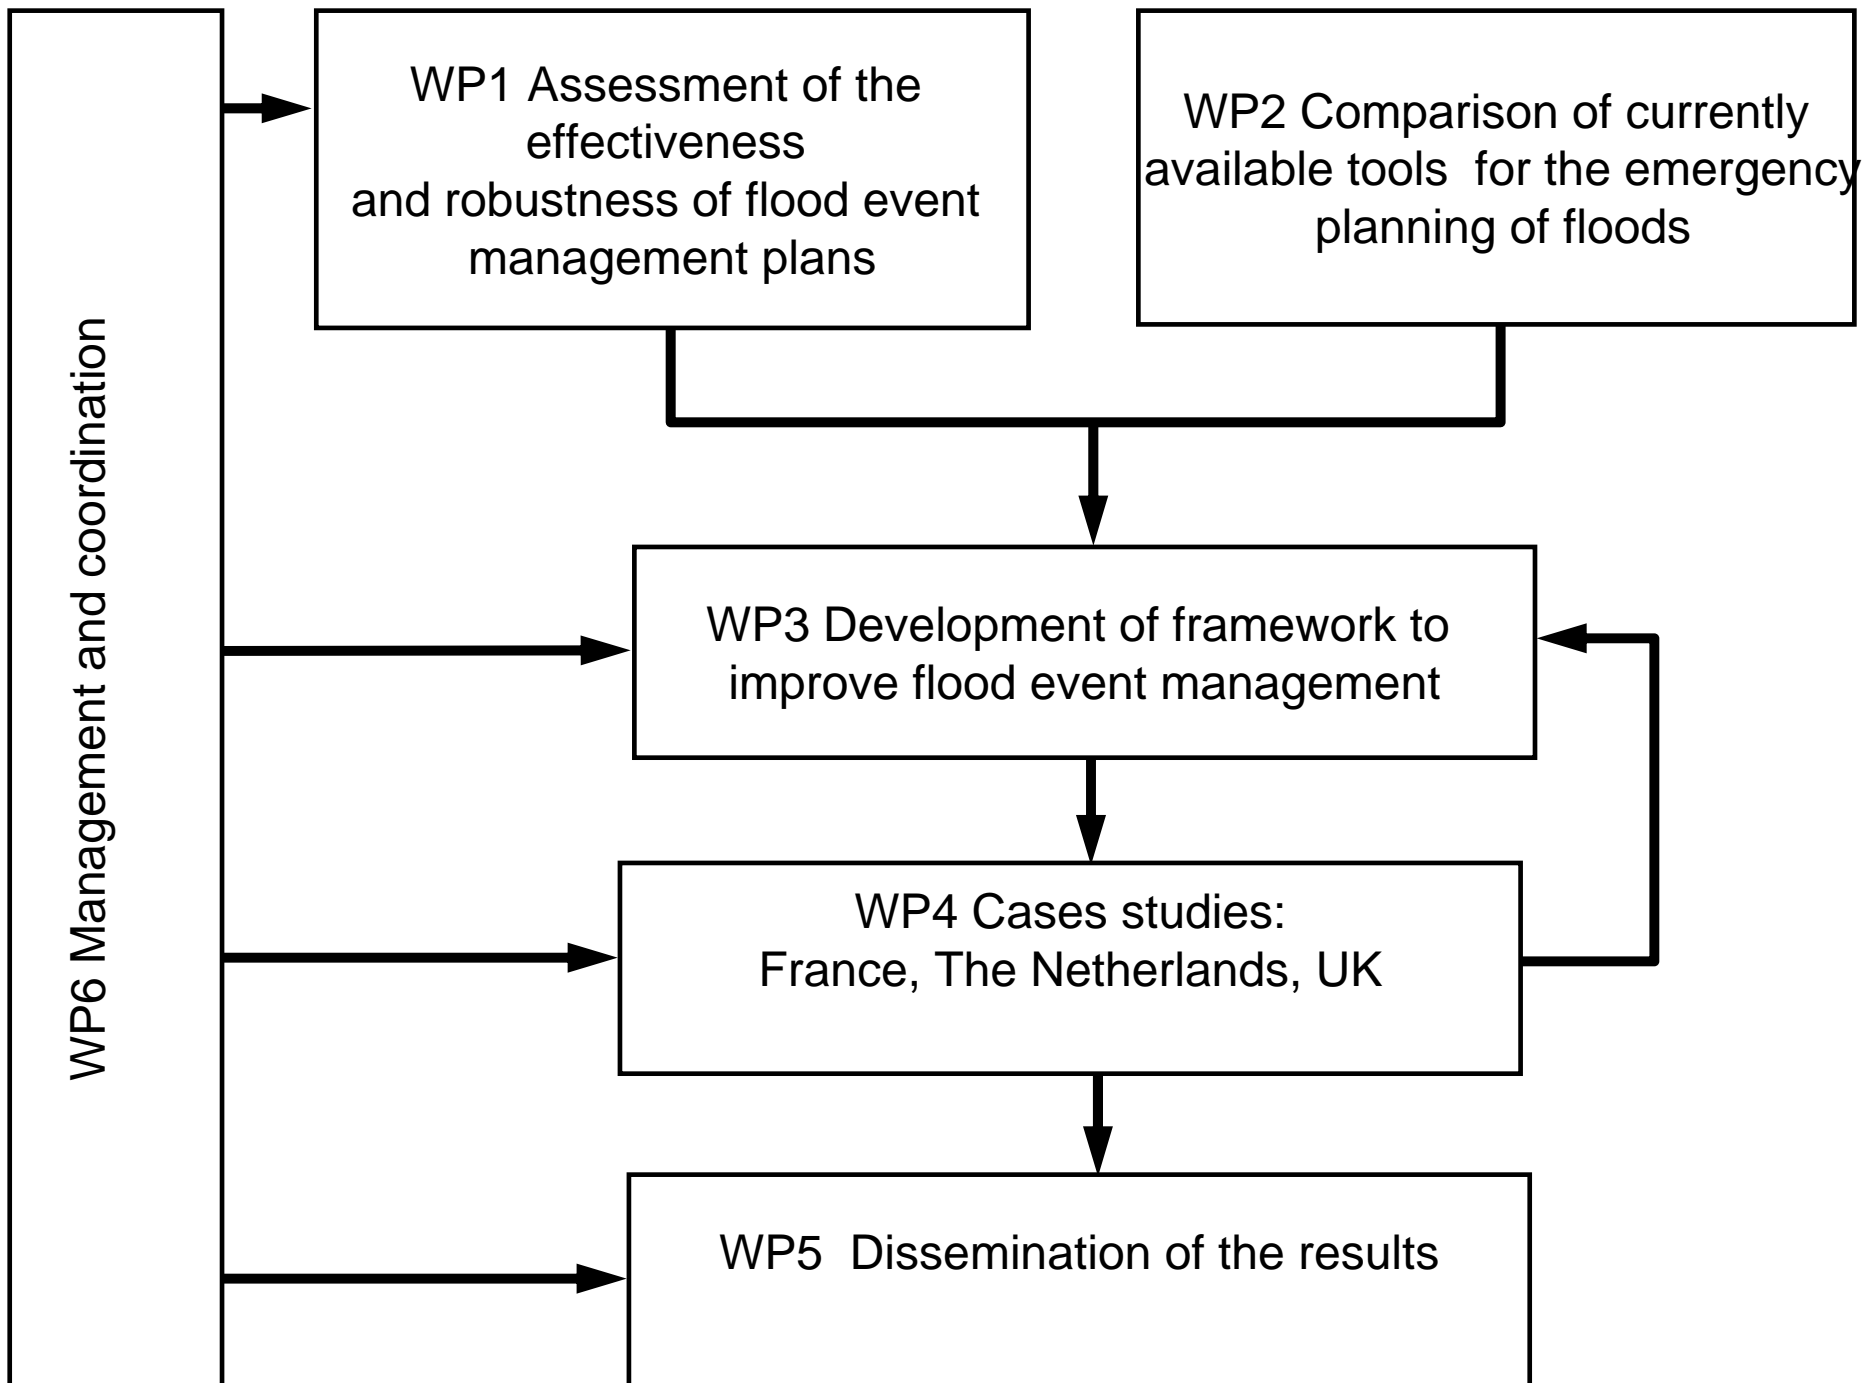 WP6 Management and coordination
WP1 Assessment of the
effectiveness
and robustness of flood event
management plans
WP2 Comparison of currently
available tools  for the emergency
planning of floods
WP3 Development of framework to
improve flood event management
WP4 Cases studies:
France, The Netherlands, UK
WP5  Dissemination of the results